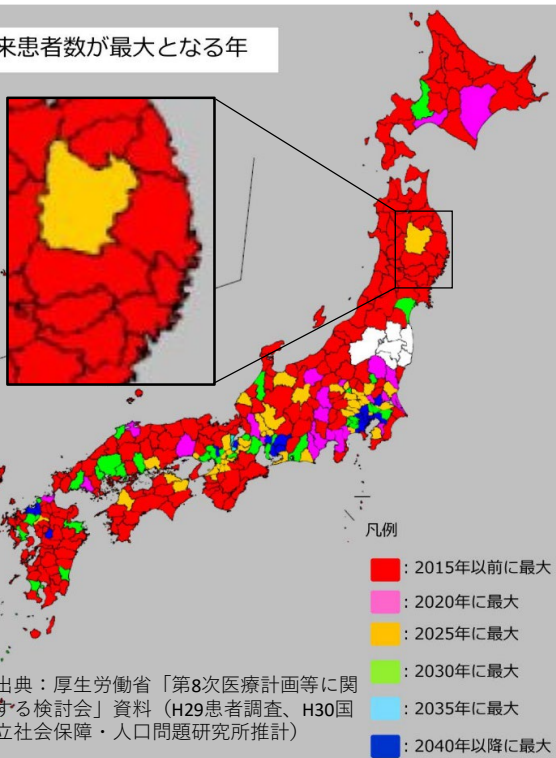 来患者数が最大となる年
凡例
：2015年以前に最大
：2020年に最大
：2025年に最大
：2030年に最大
：2035年に最大
：2040年以降に最大
出典：厚生労働省「第8次医療計画等に関
する検討会」資料（H29患者調査、H30国
立社会保障・人口問題研究所推計）